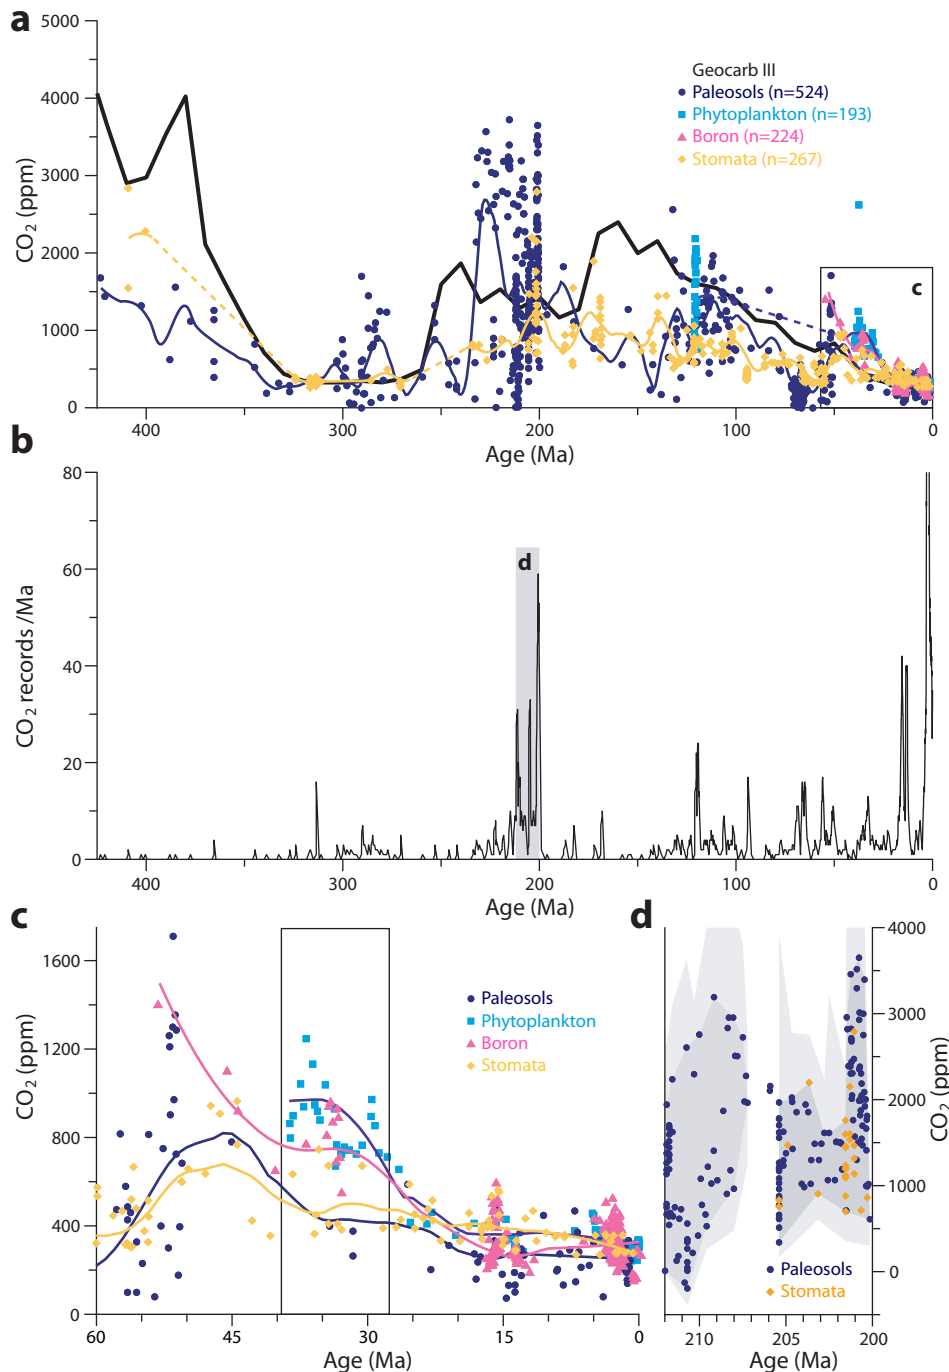 a
5000
4000
3000
2000
1000
0
CO₂ (ppm)
Geocarb III
Paleosols (n=524)
Phytoplankton (n=193)
Boron (n=224)
Stomata (n=267)
c
400
300
200
100
0
Age (Ma)
b
80
60
40
20
0
CO₂ records /Ma
d
400
300
200
100
0
Age (Ma)
c
1600
1200
800
400
0
CO₂ (ppm)
Paleosols
Phytoplankton
Boron
Stomata
60
45
30
15
0
Age (Ma)
d
4000
3000
2000
1000
0
CO₂ (ppm)
Paleosols
Stomata
210
205
200
Age (Ma)